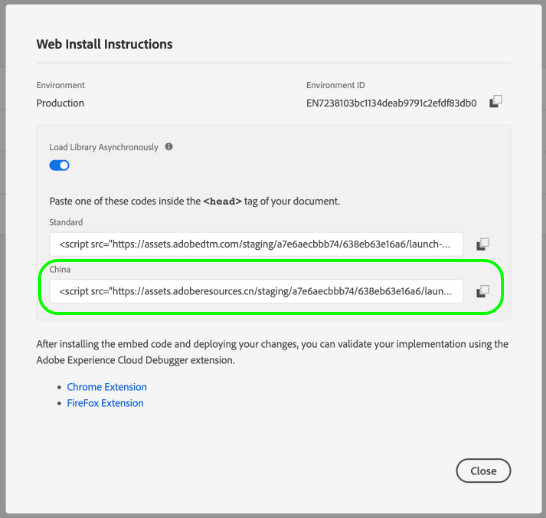 Web Install Instructions
Environment
Environment ID
Production
EN7238103bc1134deab9791c2efdf83db0
Load Library Asynchronously
Paste one of these codes inside the <head> tag of your document.
Standard
<script src="https://assets.adobedtm.com/staging/a7e6aecbbb74/638eb63e16a6/launch-...
China
<script src="https://assets.adoberesources.cn/staging/a7e6aecbbb74/638eb63e16a6/laun...
After installing the embed code and deploying your changes, you can validate your implementation using the
Adobe Experience Cloud Debugger extension.
• Chrome Extension
• FireFox Extension
Close